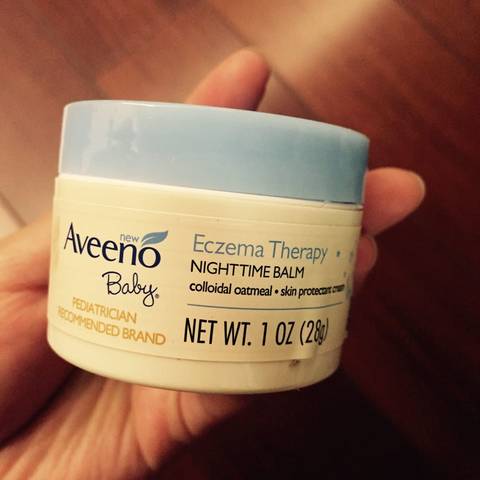 new
Aveeno
Baby®
PEDIATRICIAN
RECOMMENDED BRAND
Eczema Therapy
NIGHTTIME BALM
colloidal oatmeal • skin protectant cream
NET WT. 1 OZ (28g)